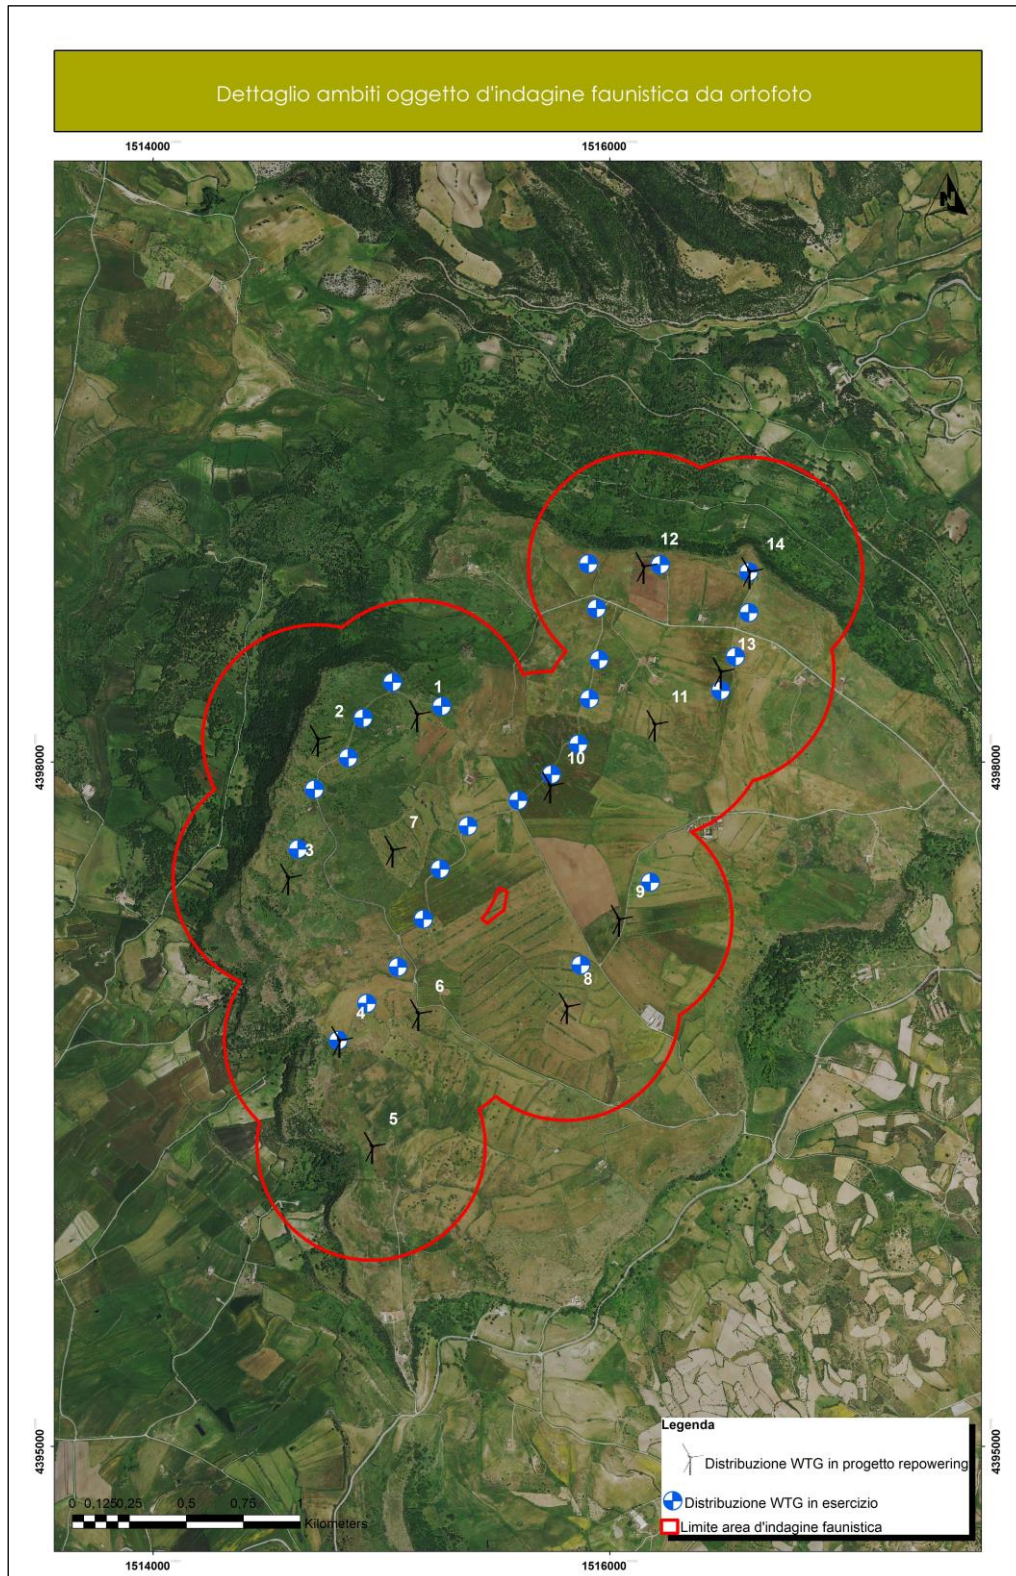 Dettaglio ambiti oggetto d'indagine faunistica da ortofoto
1514000
1516000
N
12
14
13
1
2
11
10
7
3
9
8
6
4
5
4398000
4398000
4395000
4395000
Legenda
Distribuzione WTG in progetto repowering
Distribuzione WTG in esercizio
Limite area d'indagine faunistica
0 0,1250,25 0,5 0,75 1
Kilometers
1514000
1516000